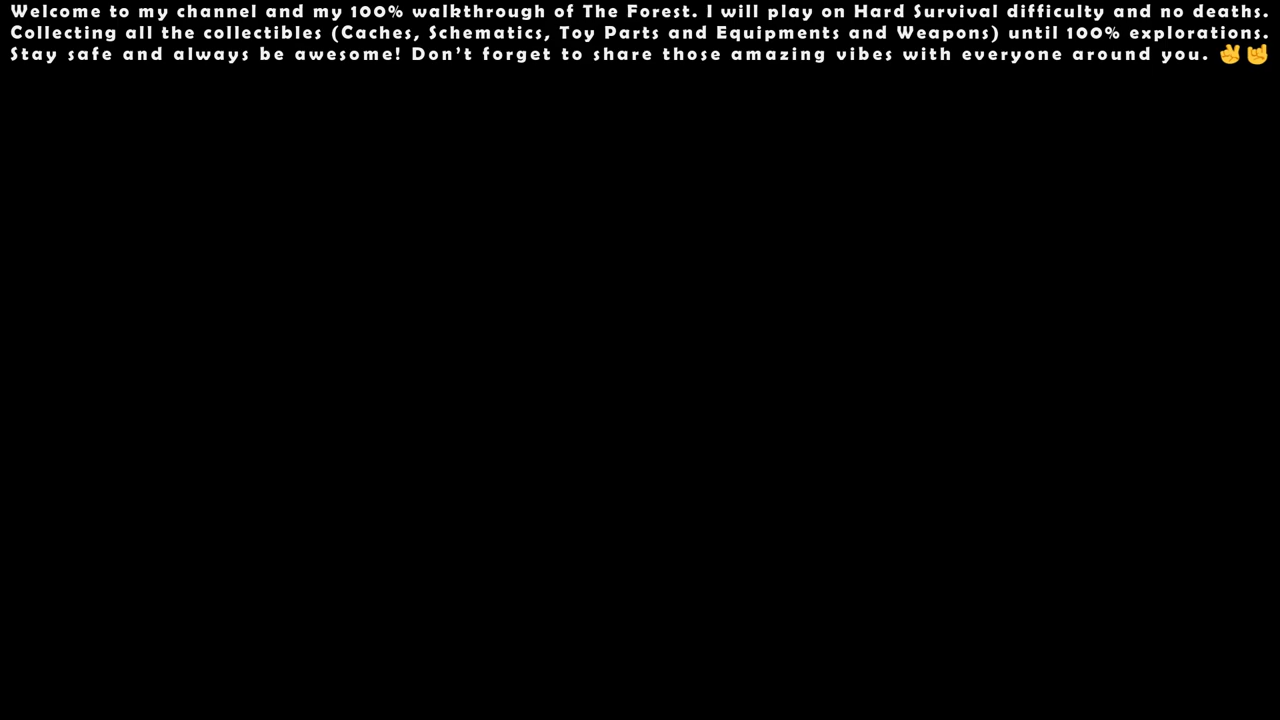 Welcome to my channel and my 100% walkthrough of The Forest. I will play on Hard Survival difficulty and no deaths.
Collecting all the collectibles (Caches, Schematics, Toy Parts and Equipments and Weapons) until 100% explorations.
Stay safe and always be awesome! Don’t forget to share those amazing vibes with everyone around you. ✌🤘